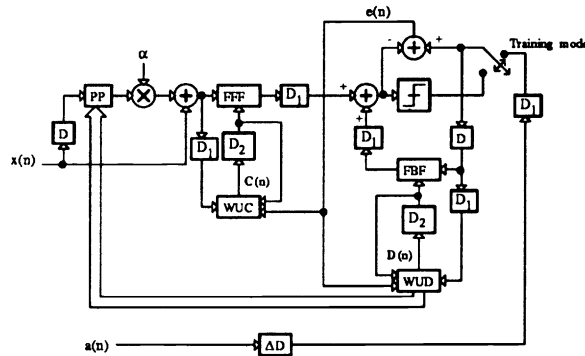 e(n)
Training mode
α
- +
PP
FFF
D₁
+
+
D₁
D
D₁
D₂
D₁
D
x(n)
C(n)
FBF
WUC
D₂
D₁
D(n)
WUD
a(n)
ΔD